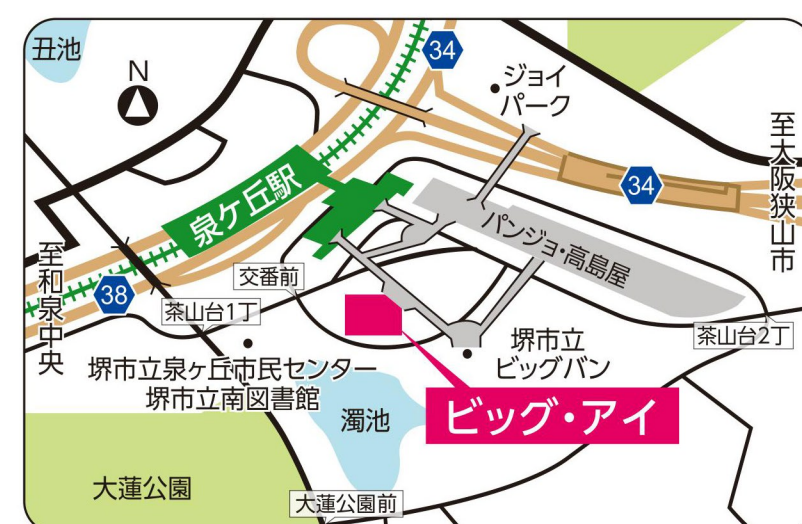 丑池
N
34
ジョイ
パーク
至大阪狭山市
34
泉ケ丘駅
パンジョ・高島屋
至和泉中央
38
交番前
茶山台1丁
茶山台2丁
堺市立
ビッグバン
堺市立泉ヶ丘市民センター
堺市立南図書館
濁池
ビッグ・アイ
大蓮公園
大蓮公園前